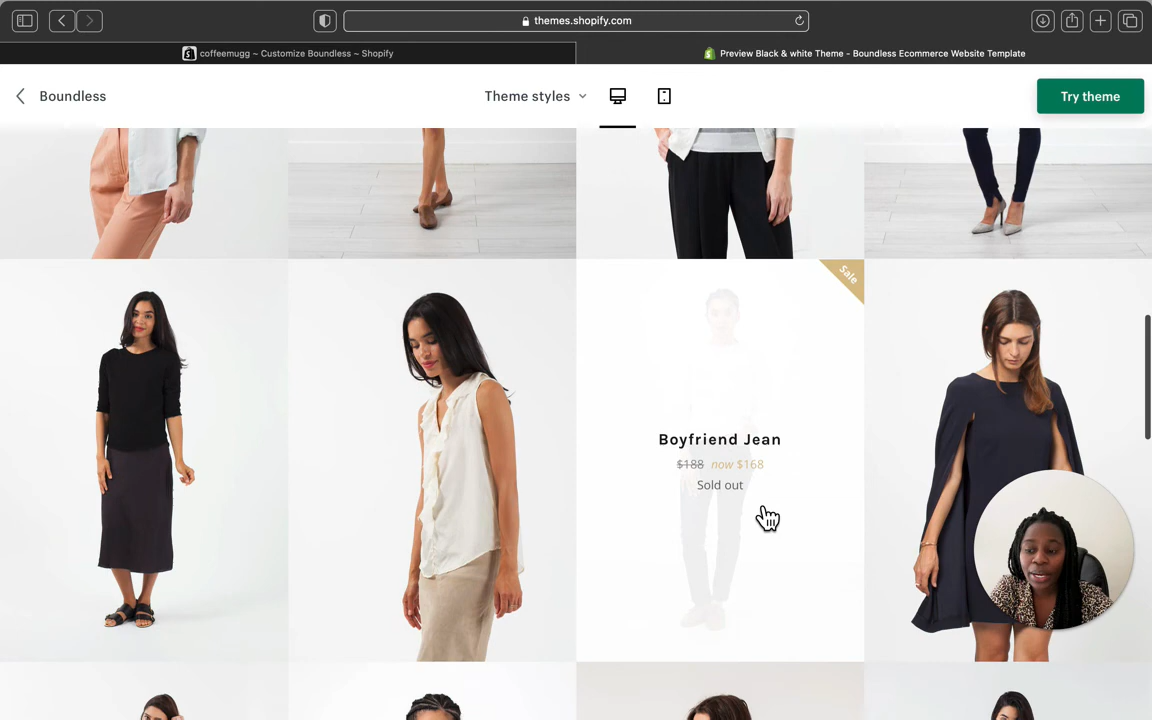 themes.shopify.com
coffeemugg ~ Customize Boundless ~ Shopify
Preview Black & white Theme - Boundless Ecommerce Website Template
Boundless
Theme styles
Try theme
Sale
Boyfriend Jean
$188 now $168
Sold out